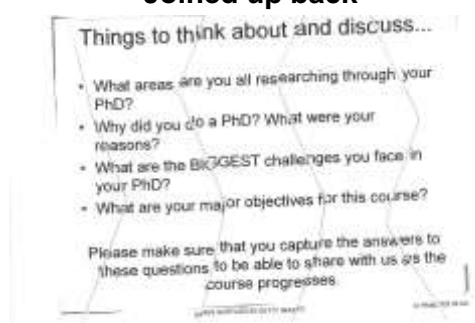 Joined up back
Things to think about and discuss...
• What areas are you all researching through your
PhD?
• Why did you do a PhD? What were your
reasons?
• What are the BIGGEST challenges you face in
your PhD?
• What are your major objectives for this course?
Please make sure that you capture the answers to
these questions to be able to share with us as the
course progresses